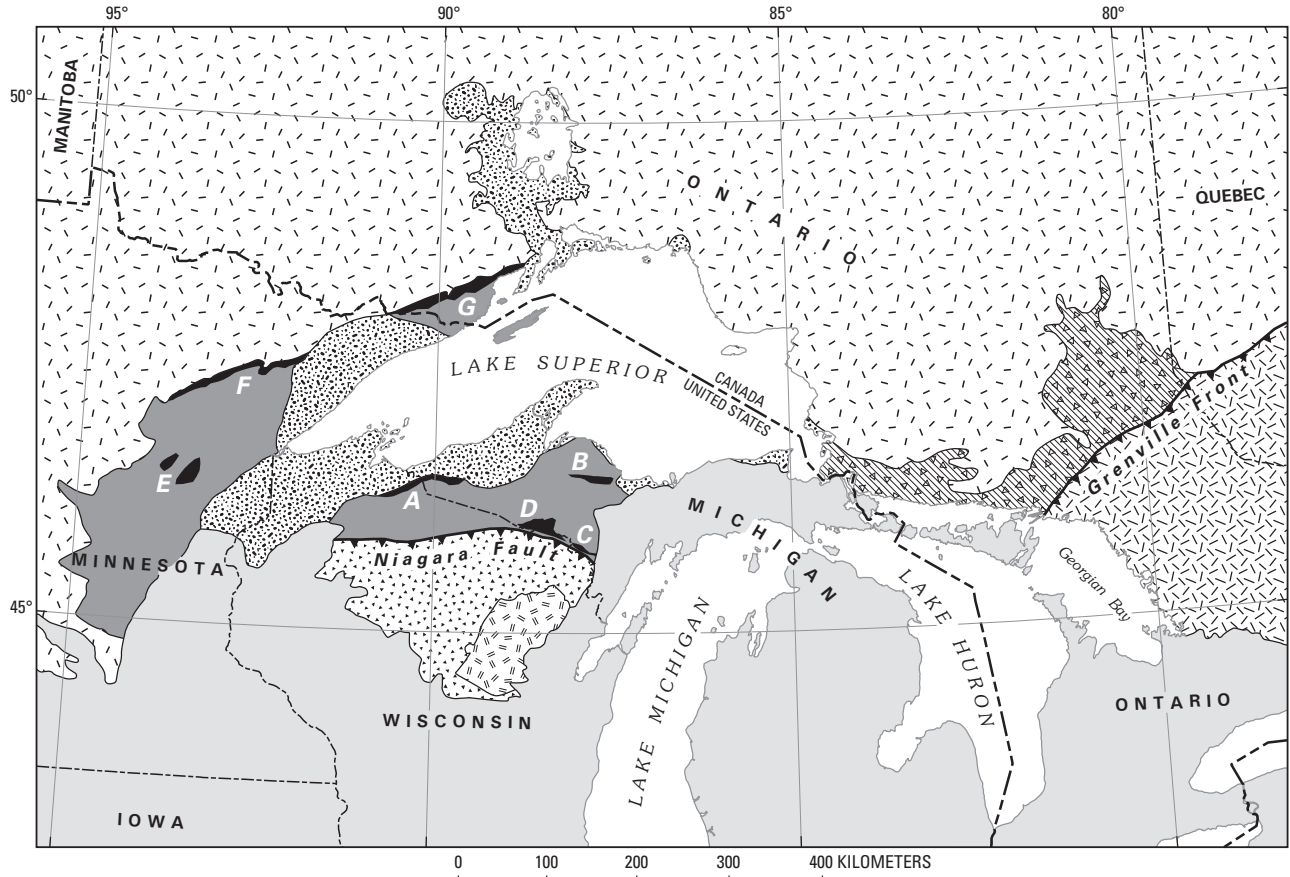 95°
90°
85°
80°
50°
MANITOBA
ONTARIO
QUEBEC
G
LAKE SUPERIOR
CANADA
UNITED STATES
F
Grenville Front
E
B
A
D
C
MICHIGAN
Niagara Fault
MINNESOTA
Georgian Bay
45°
LAKE HURON
LAKE MICHIGAN
WISCONSIN
ONTARIO
IOWA
0 100 200 300 400 KILOMETERS